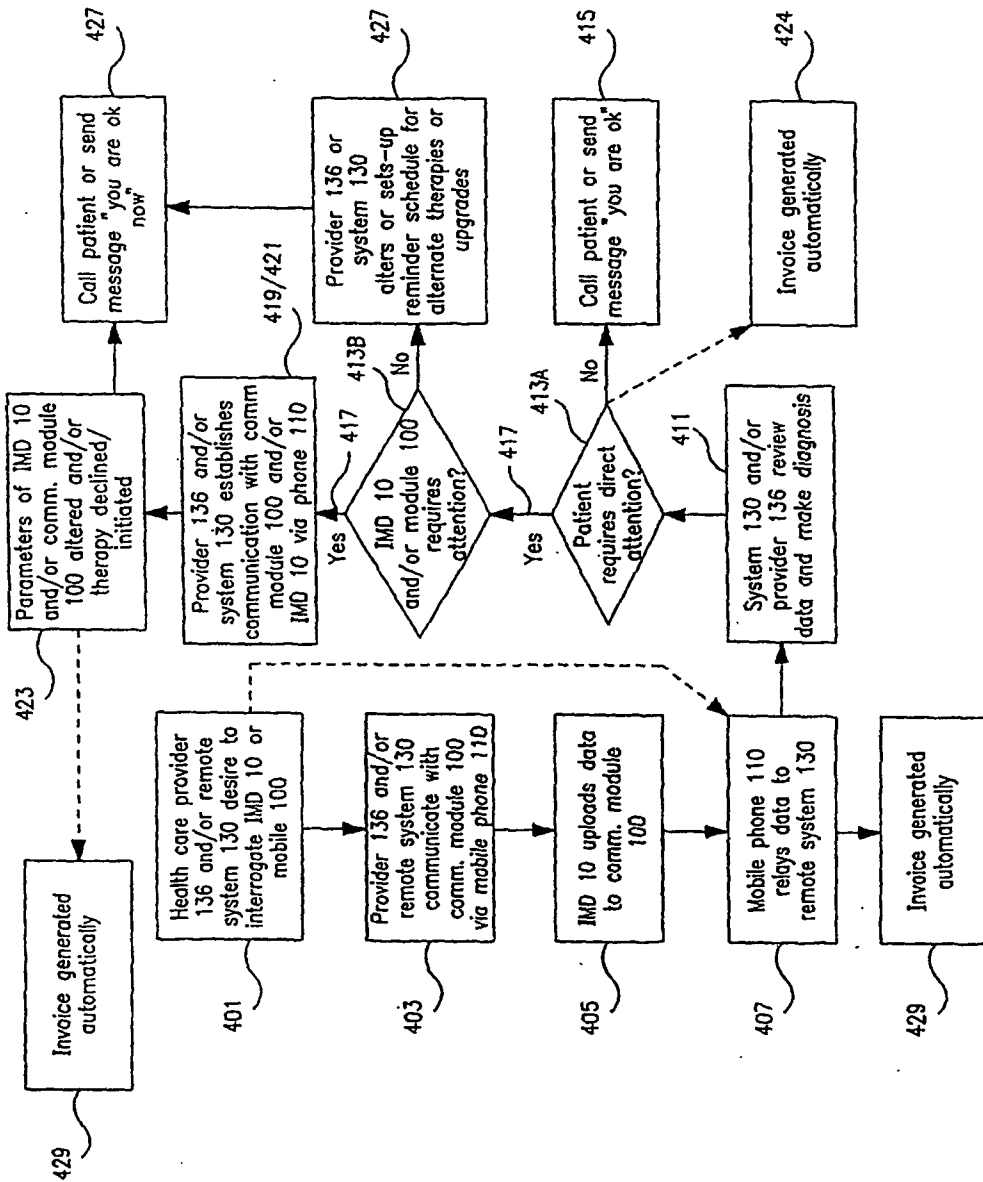 427
Call patient or send
message "you are ok
now"
427
Provider 136 or
system 130
alters or sets-up
reminder schedule for
alternate therapies or
upgrades
415
Call patient or send
message "you are ok"
424
Invoice generated
automatically
Parameters of IMD 10
and/or comm. module
100 altered and/or
therapy declined/
initiated
423
419/421
Provider 136 and/or
system 130 establishes
communication with comm
module 100 and/or
IMD 10 via phone 110
Yes
417
413B
IMD 10
and/or module 100
requires
attention?
No
Yes
417
413A
Patient
requires direct
attention?
No
411
System 130 and/or
provider 136 review
data and make diagnosis
Health care provider
136 and/or remote
system 130 desire to
interrogate IMD 10 or
mobile 100
401
Provider 136 and/or
remote system 130
communicate with
comm. module 100
via mobile phone 110
403
IMD 10 uploads data
to comm. module
100
405
Mobile phone 110
relays data to
remote system 130
407
Invoice generated
automatically
429
Invoice generated
automatically
429